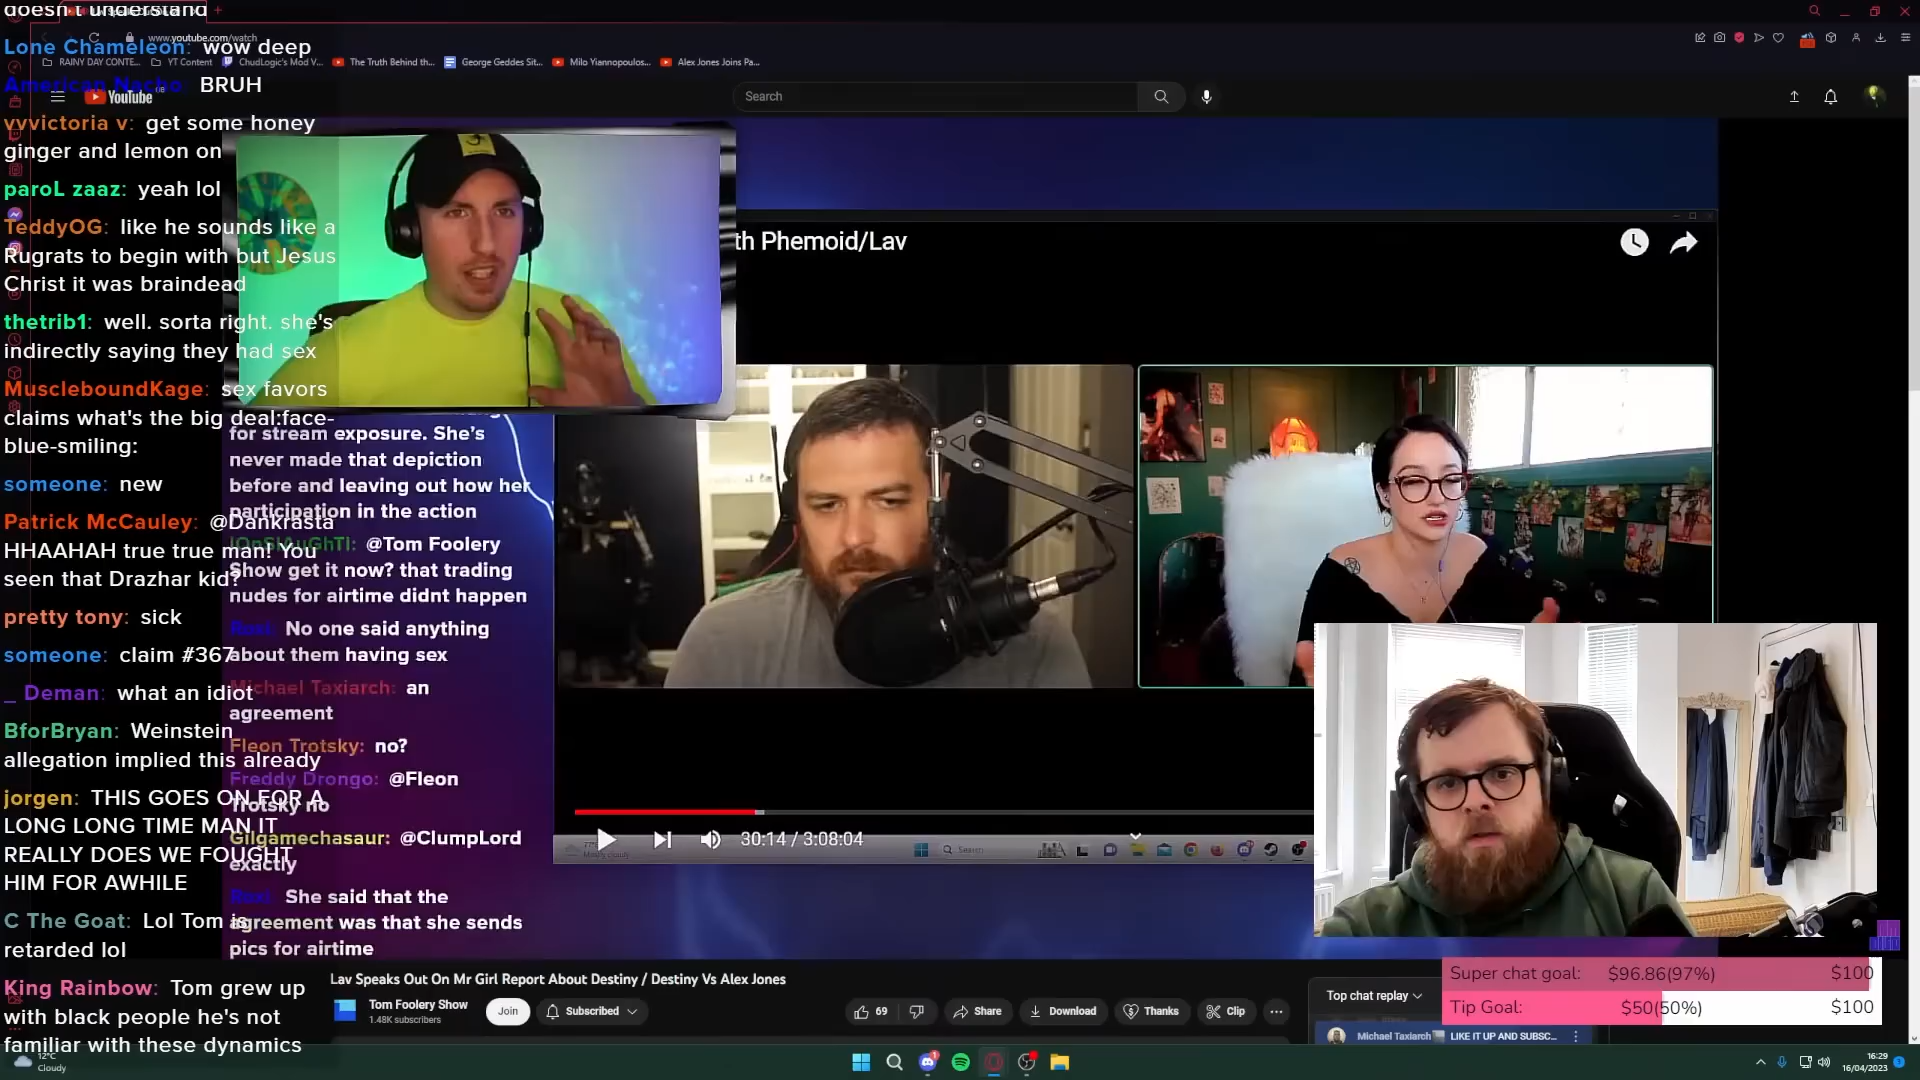 doesn't understand
Lone Chameleon: wow deep
American Nacho: BRUH
vvvictoria v: get some honey
ginger and lemon on
paroL zaaz: yeah lol
TeddyOG: like he sounds like a
Rugrats to begin with but Jesus
Christ it was braindead
thetrib1: well. sorta right. she's
indirectly saying they had sex
MuscleboundKage: sex favors
claims what's the big deal:face-
blue-smiling:
someone: new
Patrick McCauley: @Dankrasta
HHAAHAH true true man! You
seen that Drazhar kid?
pretty tony: sick
someone: claim #367
_ Deman: what an idiot
BforBryan: Weinstein
allegation implied this already
jorgen: THIS GOES ON FOR A
LONG LONG TIME MAN IT
REALLY DOES WE FOUGHT
HIM FOR AWHILE
C The Goat: Lol Tom is
retarded lol
King Rainbow: Tom grew up
with black people he's not
familiar with these dynamics
www.youtube.com/watch
RAINY DAY CONTE...
YT Content
ChudLogic's Mod V...
The Truth Behind th...
George Geddes Sit...
Milo Yiannopoulos...
Alex Jones Joins Pa...
YouTube
GB
Search
th Phemoid/Lav
for stream exposure. She's
never made that depiction
before and leaving out how her
participation in the action
@Tom Foolery
Show get it now? that trading
nudes for airtime didnt happen
Roxi: No one said anything
about them having sex
Michael Taxiarch: an
agreement
Fleon Trotsky: no?
Freddy Drongo: @Fleon
Trotsky no
Gilgamechasaur: @ClumpLord
exactly
Roxi: She said that the
agreement was that she sends
pics for airtime
30:14 / 3:08:04
Search
Lav Speaks Out On Mr Girl Report About Destiny / Destiny Vs Alex Jones
Tom Foolery Show
1.48K subscribers
Join
Subscribed
69
Share
Download
Thanks
Clip
Top chat replay
Michael Taxiarch LIKE IT UP AND SUBSC...
Super chat goal: $96.86(97%) $100
Tip Goal: $50(50%) $100
12°C
Cloudy
16:29
16/04/2023